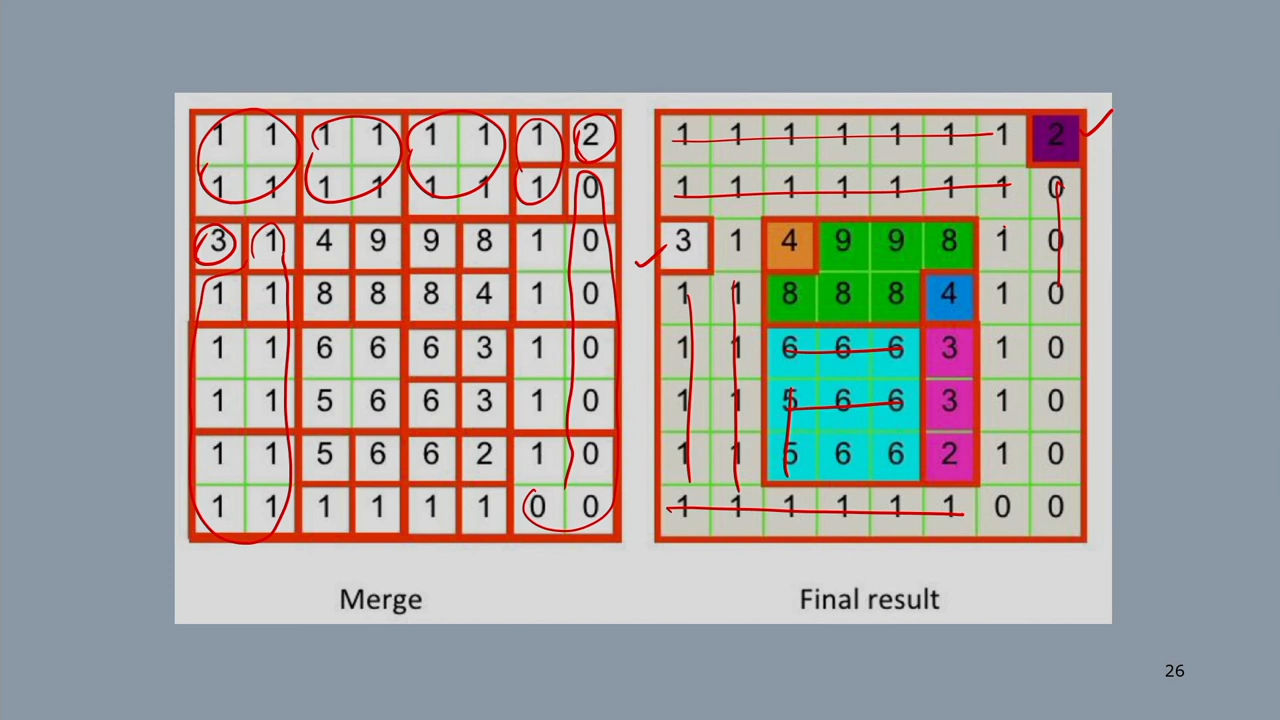 1 1 1 1 1 1 1 2
1 1 1 1 1 1 1 0
3 1 4 9 9 8 1 0
1 1 8 8 8 4 1 0
1 1 6 6 6 3 1 0
1 1 5 6 6 3 1 0
1 1 5 6 6 2 1 0
1 1 1 1 1 1 0 0
Merge
1 1 1 1 1 1 1 2
1 1 1 1 1 1 1 0
3 1 4 9 9 8 1 0
1 1 8 8 8 4 1 0
1 1 6 6 6 3 1 0
1 1 5 6 6 3 1 0
1 1 5 6 6 2 1 0
1 1 1 1 1 1 0 0
Final result
26